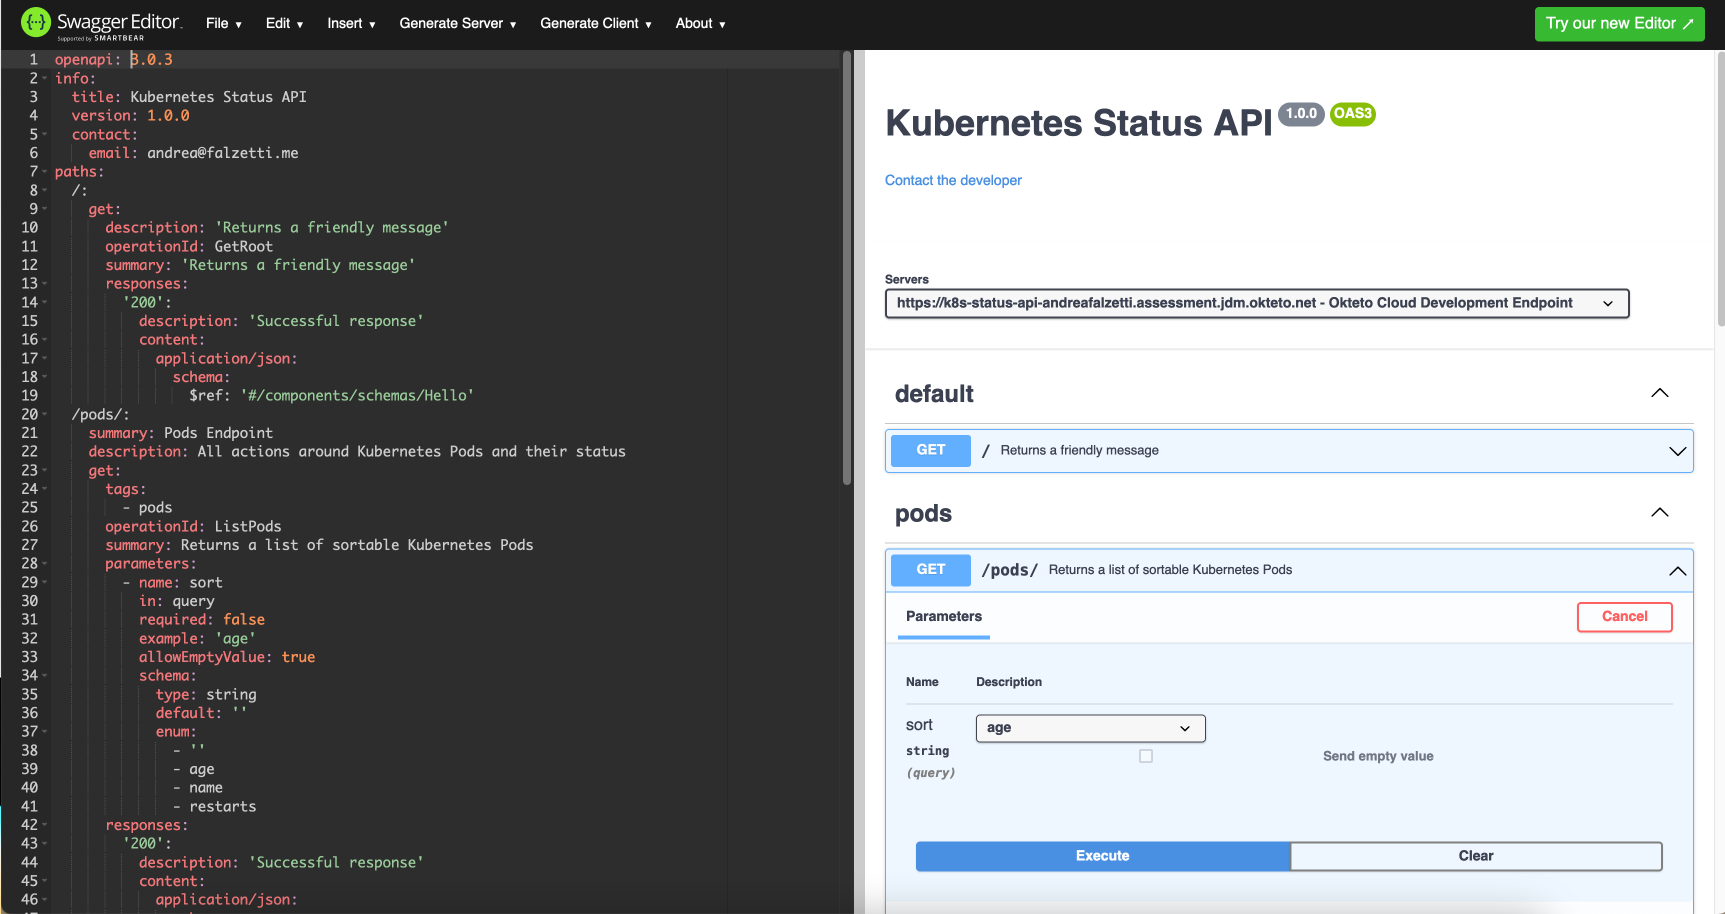 Swagger Editor.
Supported by SMARTBEAR
File Edit Insert Generate Server Generate Client About
Try our new Editor
1 openapi: 3.0.3
2 info:
3 title: Kubernetes Status API
4 version: 1.0.0
5 contact:
6 email: andrea@falzetti.me
7 paths:
8 /:
9 get:
10 description: 'Returns a friendly message'
11 operationId: GetRoot
12 summary: 'Returns a friendly message'
13 responses:
14 '200':
15 description: 'Successful response'
16 content:
17 application/json:
18 schema:
19 $ref: '#/components/schemas/Hello'
20 /pods/:
21 summary: Pods Endpoint
22 description: All actions around Kubernetes Pods and their status
23 get:
24 tags:
25 - pods
26 operationId: ListPods
27 summary: Returns a list of sortable Kubernetes Pods
28 parameters:
29 - name: sort
30 in: query
31 required: false
32 example: 'age'
33 allowEmptyValue: true
34 schema:
35 type: string
36 default: ''
37 enum:
38 - ''
39 - age
40 - name
41 - restarts
42 responses:
43 '200':
44 description: 'Successful response'
45 content:
46 application/json:
Kubernetes Status API 1.0.0 OAS3
Contact the developer
Servers
https://k8s-status-api-andreafalzetti.assessment.jdm.okteto.net - Okteto Cloud Development Endpoint
default
GET / Returns a friendly message
pods
GET /pods/ Returns a list of sortable Kubernetes Pods
Parameters Cancel
Name Description
sort age
string
(query)
Send empty value
Execute Clear